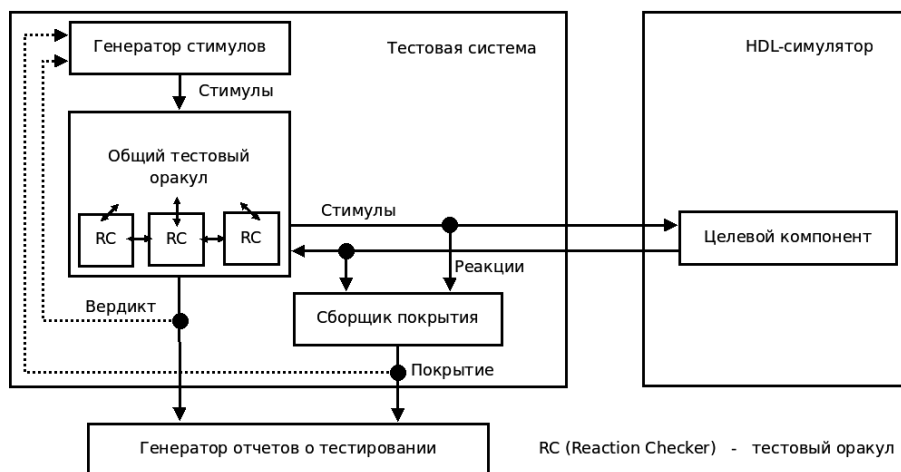 Генератор стимулов
Тестовая система
HDL-симулятор
Стимулы
Общий тестовый
оракул
RC
RC
RC
Стимулы
Целевой компонент
Реакции
Вердикт
Сборщик покрытия
Покрытие
Генератор отчетов о тестировании
RC (Reaction Checker) - тестовый оракул